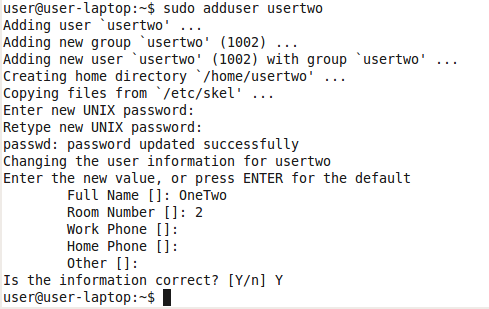 user@user-laptop:~$ sudo adduser usertwo
Adding user `usertwo' ...
Adding new group `usertwo' (1002) ...
Adding new user `usertwo' (1002) with group `usertwo' ...
Creating home directory `/home/usertwo' ...
Copying files from `/etc/skel' ...
Enter new UNIX password:
Retype new UNIX password:
passwd: password updated successfully
Changing the user information for usertwo
Enter the new value, or press ENTER for the default
Full Name []: OneTwo
Room Number []: 2
Work Phone []:
Home Phone []:
Other []:
Is the information correct? [Y/n] Y
user@user-laptop:~$